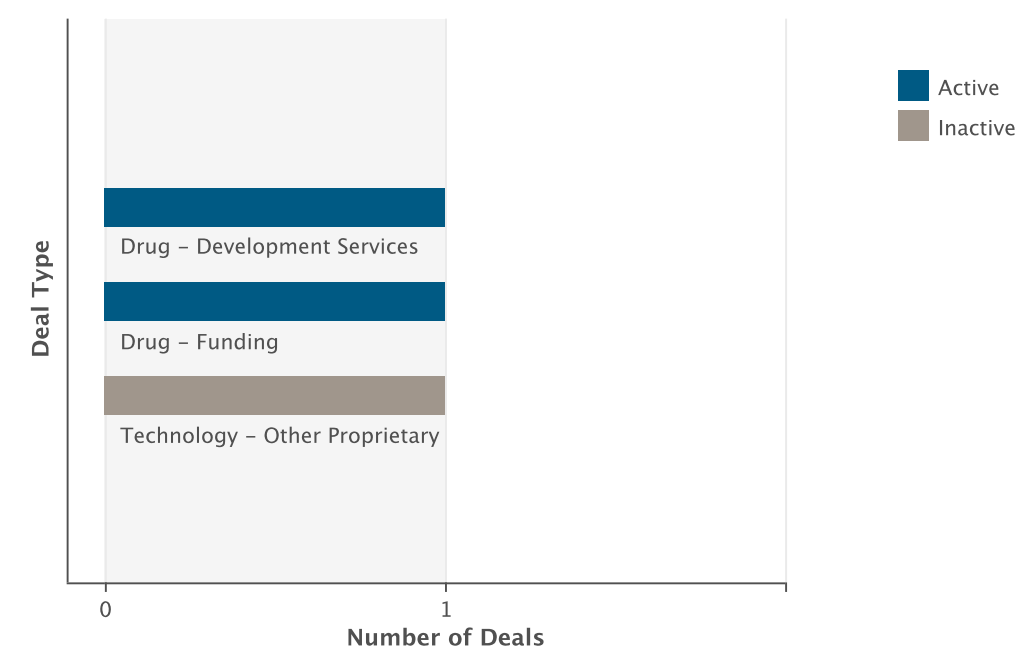 Active
Inactive
Deal Type
Drug – Development Services
Drug – Funding
Technology – Other Proprietary
0
1
Number of Deals